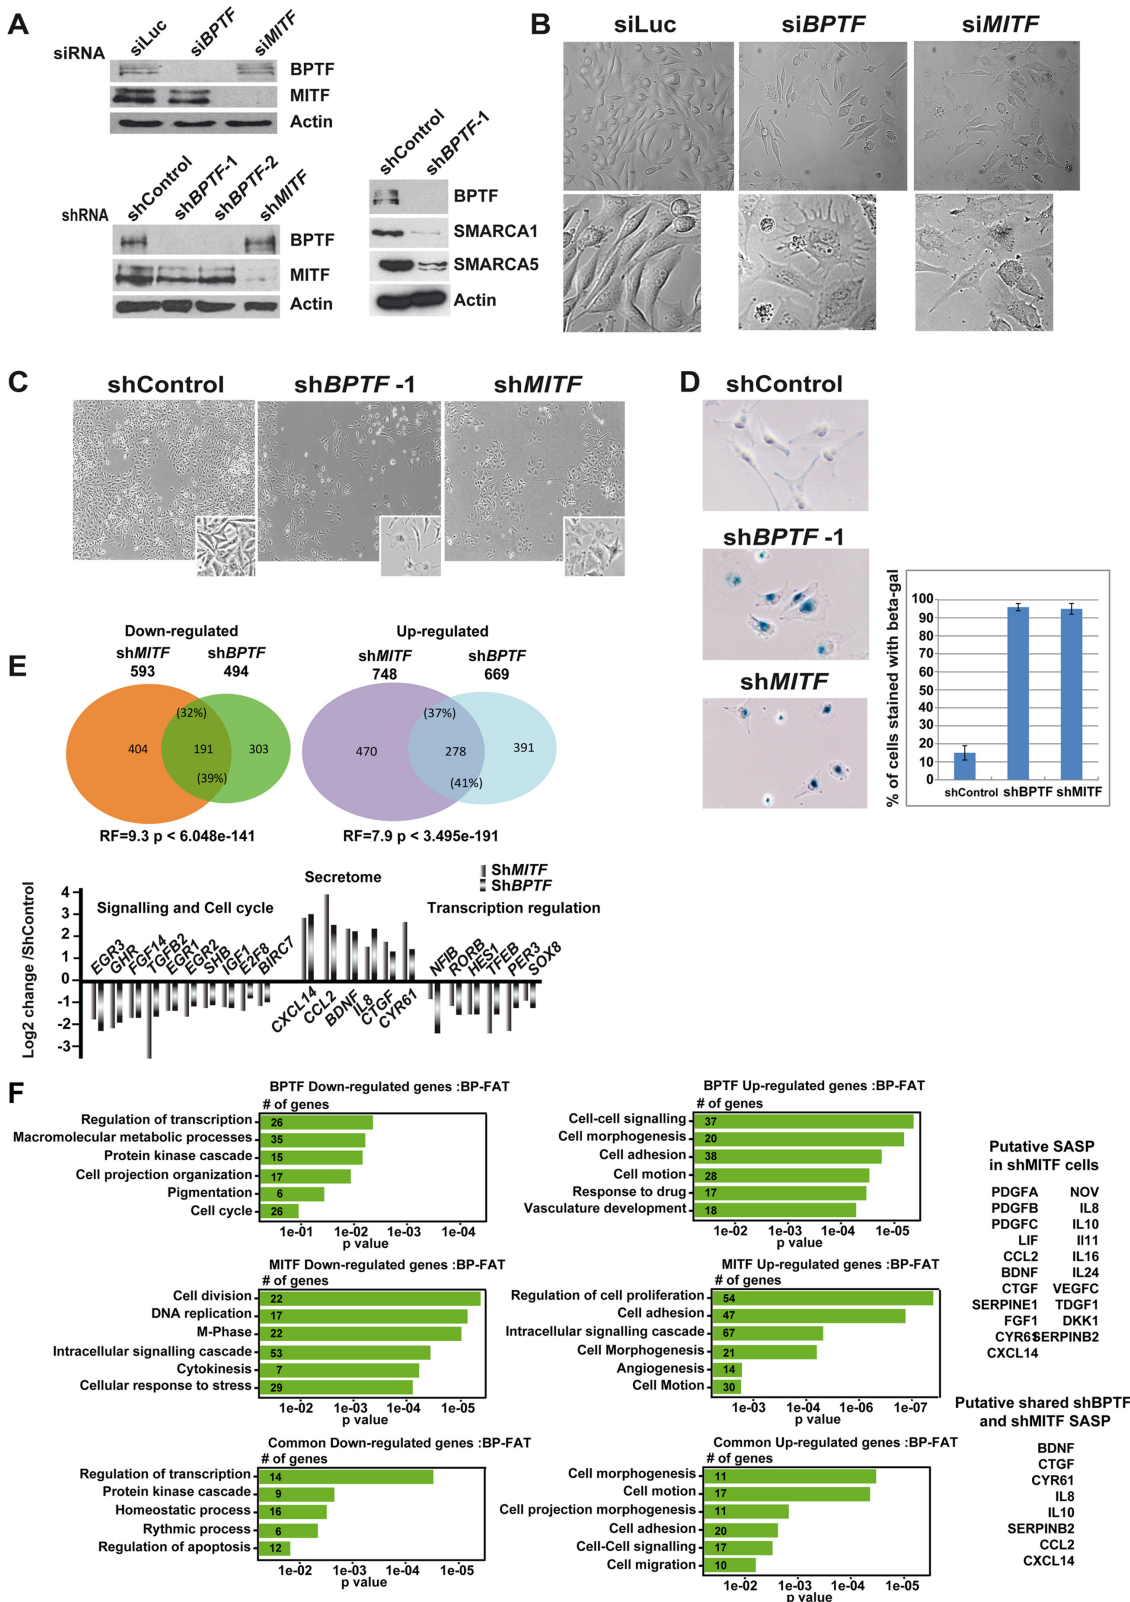 A
siRNA
siLuc
siBPTF
siMITF
BPTF
MITF
Actin
shRNA
shControl
shBPTF-1
shBPTF-2
shMITF
BPTF
MITF
Actin
shControl
shBPTF-1
BPTF
SMARCA1
SMARCA5
Actin
B
siLuc siBPTF siMITF
C
shControl shBPTF -1 shMITF
D
shControl
shBPTF -1
shMITF
% of cells stained with beta-gal
100
90
80
70
60
50
40
30
20
10
0
shControl shBPTF shMITF
E
Down-regulated
shMITF shBPTF
593 494
(32%)
404 191 303
(39%)
RF=9.3 p < 6.048e-141
Up-regulated
shMITF shBPTF
748 669
(37%)
470 278 391
(41%)
RF=7.9 p < 3.495e-191
Log2 change /ShControl
4
3
2
1
0
-1
-2
-3
Signalling and Cell cycle
EGR3
GHR
FGF14
TGFB2
EGR1
EGR2
SHB
IGF1
E2F8
BIRC7
Secretome
CXCL14
CCL2
BDNF
IL8
CTGF
CYR61
ShMITF
ShBPTF
Transcription regulation
NFIB
RORB
HES1
TFEB
PER3
SOX8
F
BPTF Down-regulated genes :BP-FAT
# of genes
Regulation of transcription 26
Macromolecular metabolic processes 35
Protein kinase cascade 15
Cell projection organization 17
Pigmentation 6
Cell cycle 26
1e-01 1e-02 1e-03 1e-04
p value
BPTF Up-regulated genes :BP-FAT
# of genes
Cell-cell signalling 37
Cell morphogenesis 20
Cell adhesion 38
Cell motion 28
Response to drug 17
Vasculature development 18
1e-02 1e-03 1e-04 1e-05
p value
MITF Down-regulated genes :BP-FAT
# of genes
Cell division 22
DNA replication 17
M-Phase 22
Intracellular signalling cascade 53
Cytokinesis 7
Cellular response to stress 29
1e-02 1e-03 1e-04 1e-05
p value
MITF Up-regulated genes :BP-FAT
# of genes
Regulation of cell proliferation 54
Cell adhesion 47
Intracellular signalling cascade 67
Cell Morphogenesis 21
Angiogenesis 14
Cell Motion 30
1e-03 1e-04 1e-06 1e-07
p value
Common Down-regulated genes :BP-FAT
# of genes
Regulation of transcription 14
Protein kinase cascade 9
Homeostatic process 16
Rythmic process 6
Regulation of apoptosis 12
1e-02 1e-03 1e-04 1e-05
p value
Common Up-regulated genes :BP-FAT
# of genes
Cell morphogenesis 11
Cell motion 17
Cell projection morphogenesis 11
Cell adhesion 20
Cell-Cell signalling 17
Cell migration 10
1e-02 1e-03 1e-04 1e-05
p value
Putative SASP
in shMITF cells
PDGFA NOV
PDGFB IL8
PDGFC IL10
LIF Il11
CCL2 IL16
BDNF IL24
CTGF VEGFC
SERPINE1 TDGF1
FGF1 DKK1
CYR61 SERPINB2
CXCL14
Putative shared shBPTF
and shMITF SASP
BDNF
CTGF
CYR61
IL8
IL10
SERPINB2
CCL2
CXCL14